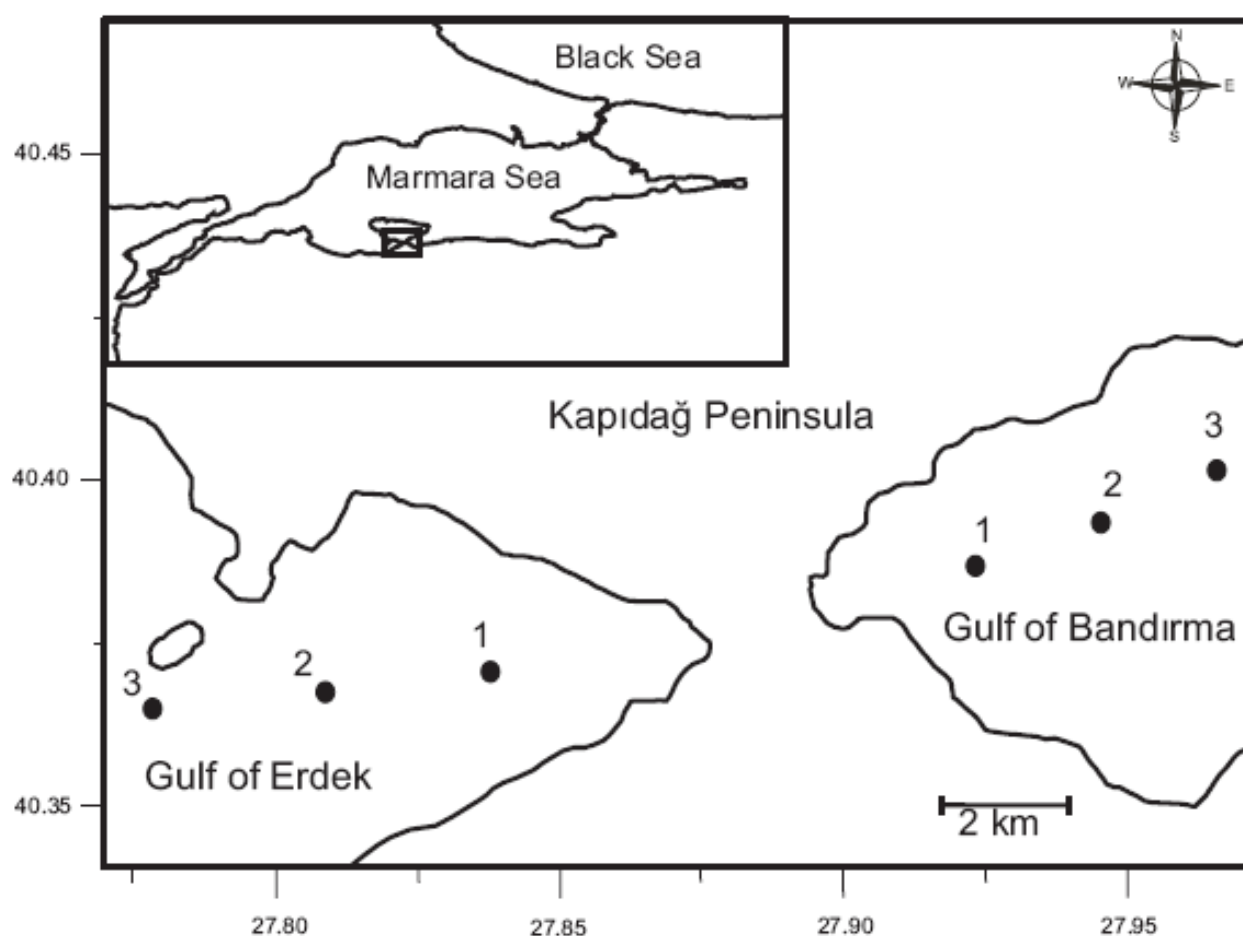 Black Sea
N
W
E
S
40.45
Marmara Sea
Kapıdağ Peninsula
3
40.40
2
1
Gulf of Bandırma
1
2
3
Gulf of Erdek
40.35
2 km
27.80
27.85
27.90
27.95